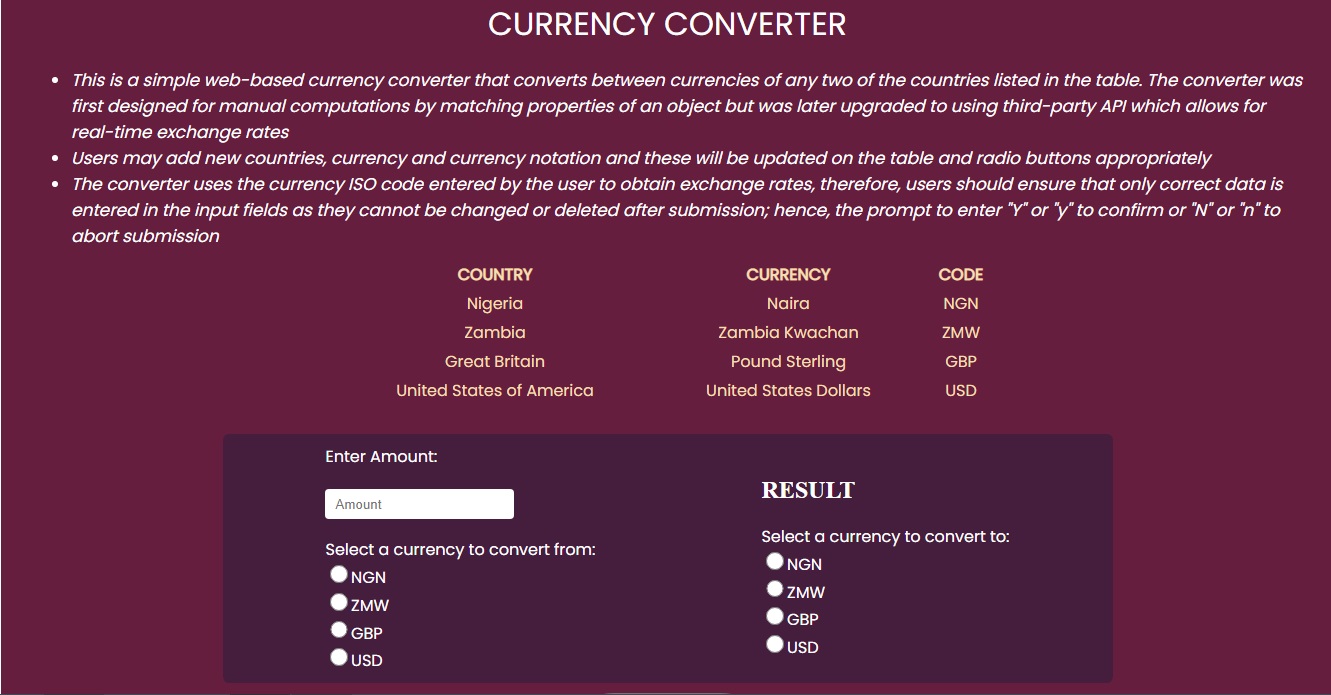 CURRENCY CONVERTER
This is a simple web-based currency converter that converts between currencies of any two of the countries listed in the table. The converter was
first designed for manual computations by matching properties of an object but was later upgraded to using third-party API which allows for
real-time exchange rates
Users may add new countries, currency and currency notation and these will be updated on the table and radio buttons appropriately
The converter uses the currency ISO code entered by the user to obtain exchange rates, therefore, users should ensure that only correct data is
entered in the input fields as they cannot be changed or deleted after submission; hence, the prompt to enter "Y" or "y" to confirm or "N" or "n" to
abort submission
COUNTRY CURRENCY CODE
Nigeria Naira NGN
Zambia Zambia Kwachan ZMW
Great Britain Pound Sterling GBP
United States of America United States Dollars USD
Enter Amount:
Amount
Select a currency to convert from:
NGN
ZMW
GBP
USD
RESULT
Select a currency to convert to:
NGN
ZMW
GBP
USD